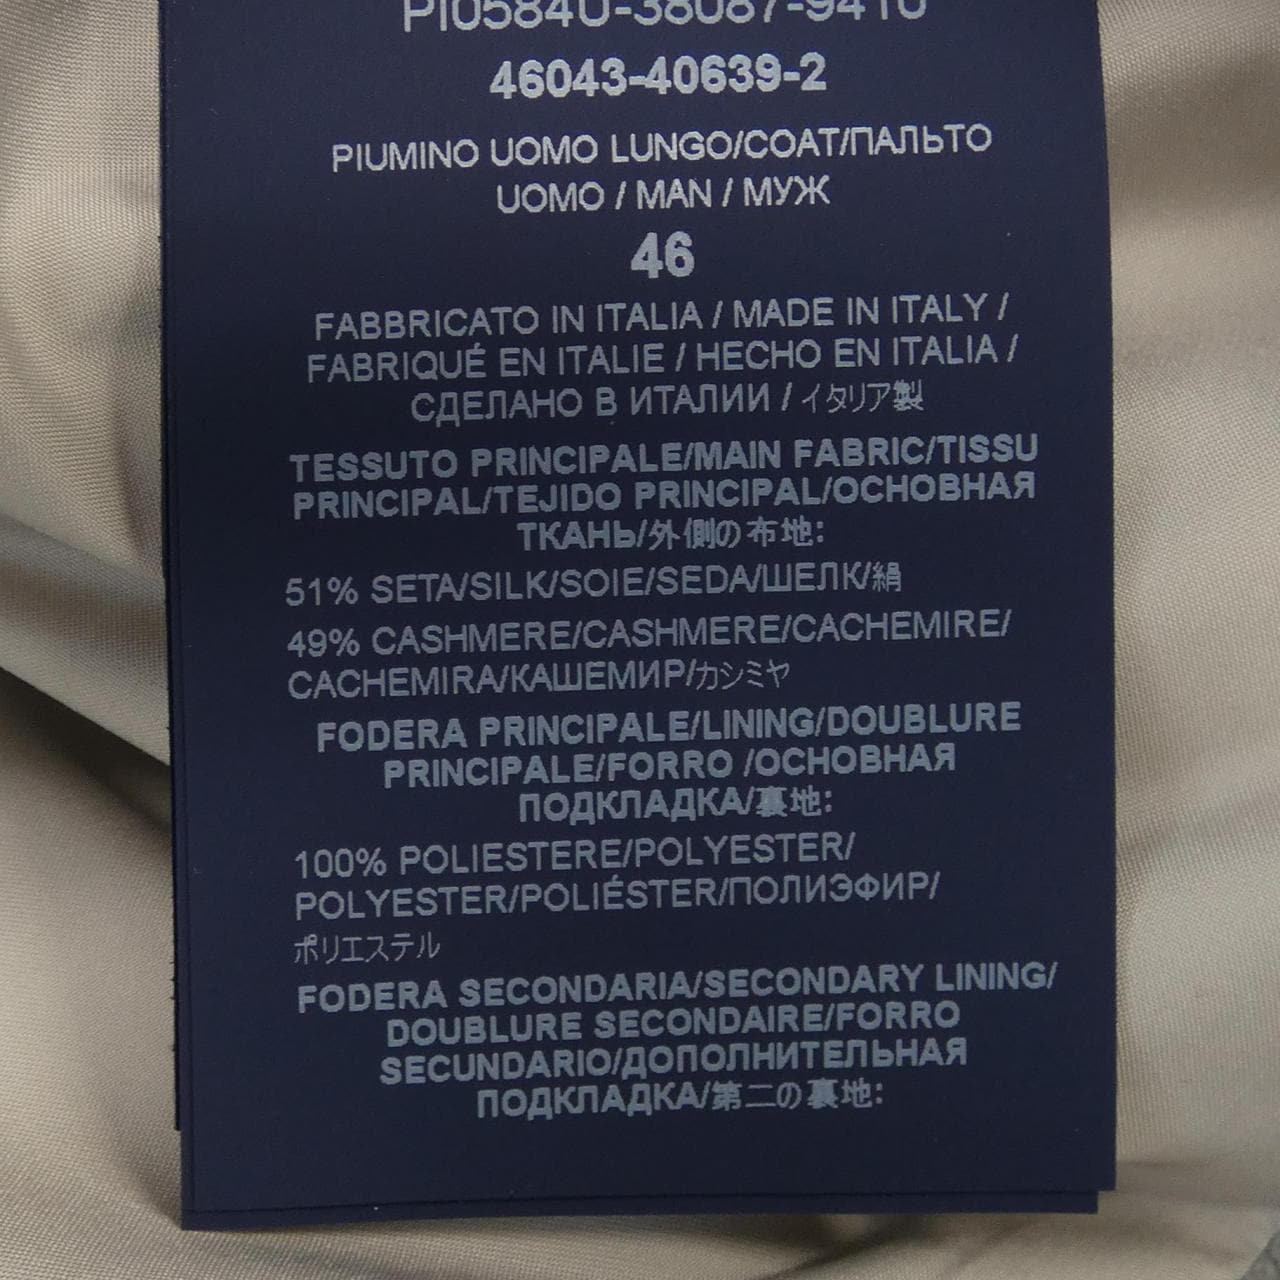 PI0584U-38087-9410
46043-40639-2
PIUMINO UOMO LUNGO/COAT/ПАЛЬТО
UOMO / MAN / МУЖ
46
FABBRICATO IN ITALIA / MADE IN ITALY /
FABRIQUÉ EN ITALIE / HECHO EN ITALIA /
СДЕЛАНО В ИТАЛИИ / イタリア製
TESSUTO PRINCIPALE/MAIN FABRIC/TISSU
PRINCIPAL/TEJIDO PRINCIPAL/ОСНОВНАЯ
ТКАНЬ/外側の布地:
51% SETA/SILK/SOIE/SEDA/ШЕЛК/絹
49% CASHMERE/CASHMERE/CACHEMIRE/
CACHEMIRA/КАШЕМИР/カシミヤ
FODERA PRINCIPALE/LINING/DOUBLURE
PRINCIPALE/FORRO /ОСНОВНАЯ
ПОДКЛАДКА/裏地:
100% POLIESTERE/POLYESTER/
POLYESTER/POLIÉSTER/ПОЛИЭФИР/
ポリエステル
FODERA SECONDARIA/SECONDARY LINING/
DOUBLURE SECONDAIRE/FORRO
SECUNDARIO/ДОПОЛНИТЕЛЬНАЯ
ПОДКЛАДКА/第二の裏地: